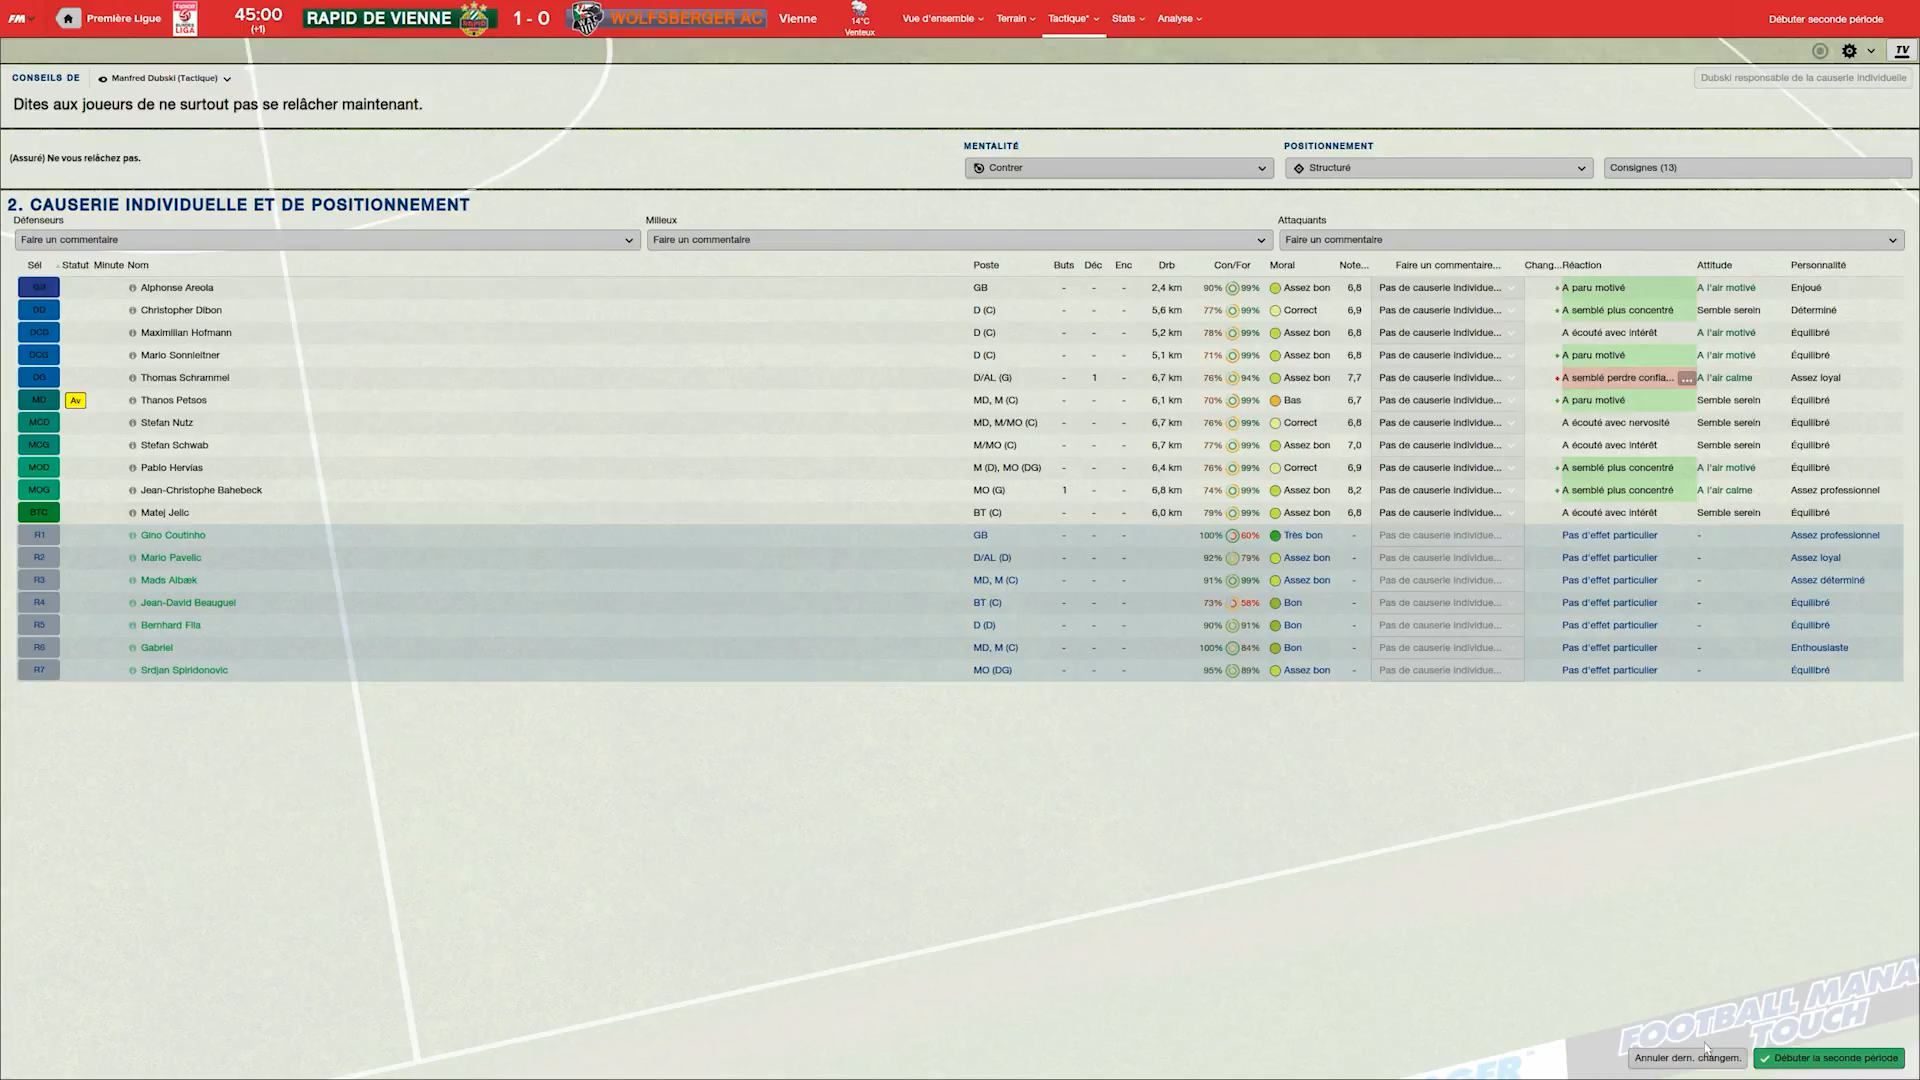 FM Première Ligue 45:00 (+1) RAPID DE VIENNE 1 - 0 WOLFSBERGER AC Vienne 14°C Venteux Vue d'ensemble Terrain Tactique* Stats Analyse Débuter seconde période
TV
CONSEILS DE Manfred Dubski (Tactique) Dubski responsable de la causerie individuelle
Dites aux joueurs de ne surtout pas se relâcher maintenant.
MENTALITÉ POSITIONNEMENT
(Assuré) Ne vous relâchez pas.
Contrer Structuré Consignes (13)
2. CAUSERIE INDIVIDUELLE ET DE POSITIONNEMENT
Défenseurs Milieux Attaquants
Faire un commentaire Faire un commentaire Faire un commentaire
Sél Statut Minute Nom Poste Buts Déc Enc Drb Con/For Moral Note... Faire un commentaire... Chang... Réaction Attitude Personnalité
GB Alphonse Areola GB - - - 2,4 km 90% 99% Assez bon 6,8 Pas de causerie individue... A paru motivé A l'air motivé Enjoué
DD Christopher Dibon D (C) - - - 5,6 km 77% 99% Correct 6,9 Pas de causerie individue... A semblé plus concentré Semble serein Déterminé
DCD Maximilian Hofmann D (C) - - - 5,2 km 78% 99% Assez bon 6,8 Pas de causerie individue... A écouté avec intérêt A l'air motivé Équilibré
DCG Mario Sonnleitner D (C) - - - 5,1 km 71% 99% Assez bon 6,8 Pas de causerie individue... A paru motivé A l'air motivé Équilibré
DG Thomas Schrammel D/AL (G) - 1 - 6,7 km 76% 94% Assez bon 7,7 Pas de causerie individue... A semblé perdre confia... A l'air calme Assez loyal
MD Av Thanos Petsos MD, M (C) - - - 6,1 km 70% 99% Bas 6,7 Pas de causerie individue... A paru motivé Semble serein Équilibré
MCD Stefan Nutz MD, M/MO (C) - - - 6,7 km 76% 99% Correct 6,8 Pas de causerie individue... A écouté avec nervosité Semble serein Équilibré
MCG Stefan Schwab M/MO (C) - - - 6,7 km 77% 99% Assez bon 7,0 Pas de causerie individue... A écouté avec intérêt Semble serein Équilibré
MOD Pablo Hervías M (D), MO (DG) - - - 6,4 km 76% 99% Correct 6,9 Pas de causerie individue... A semblé plus concentré A l'air motivé Équilibré
MOG Jean-Christophe Bahebeck MO (G) 1 - - 6,8 km 74% 99% Assez bon 8,2 Pas de causerie individue... A semblé plus concentré A l'air calme Assez professionnel
BTC Matej Jelic BT (C) - - - 6,0 km 79% 99% Assez bon 6,8 Pas de causerie individue... A écouté avec intérêt Semble serein Équilibré
R1 Gino Coutinho GB - - - 100% 60% Très bon - Pas de causerie individue... Pas d'effet particulier - Assez professionnel
R2 Mario Pavelic D/AL (D) - - - 92% 79% Assez bon - Pas de causerie individue... Pas d'effet particulier - Assez loyal
R3 Mads Albæk MD, M (C) - - - 91% 99% Assez bon - Pas de causerie individue... Pas d'effet particulier - Assez déterminé
R4 Jean-David Beauguel BT (C) - - - 73% 58% Bon - Pas de causerie individue... Pas d'effet particulier - Équilibré
R5 Bernhard Fila D (D) - - - 90% 91% Bon - Pas de causerie individue... Pas d'effet particulier - Équilibré
R6 Gabriel MD, M (C) - - - 100% 84% Bon - Pas de causerie individue... Pas d'effet particulier - Enthousiaste
R7 Srdjan Spiridonovic MO (DG) - - - 95% 89% Assez bon - Pas de causerie individue... Pas d'effet particulier - Équilibré
FOOTBALL MANA
TOUCH
Annuler dern. changem. Débuter la seconde période